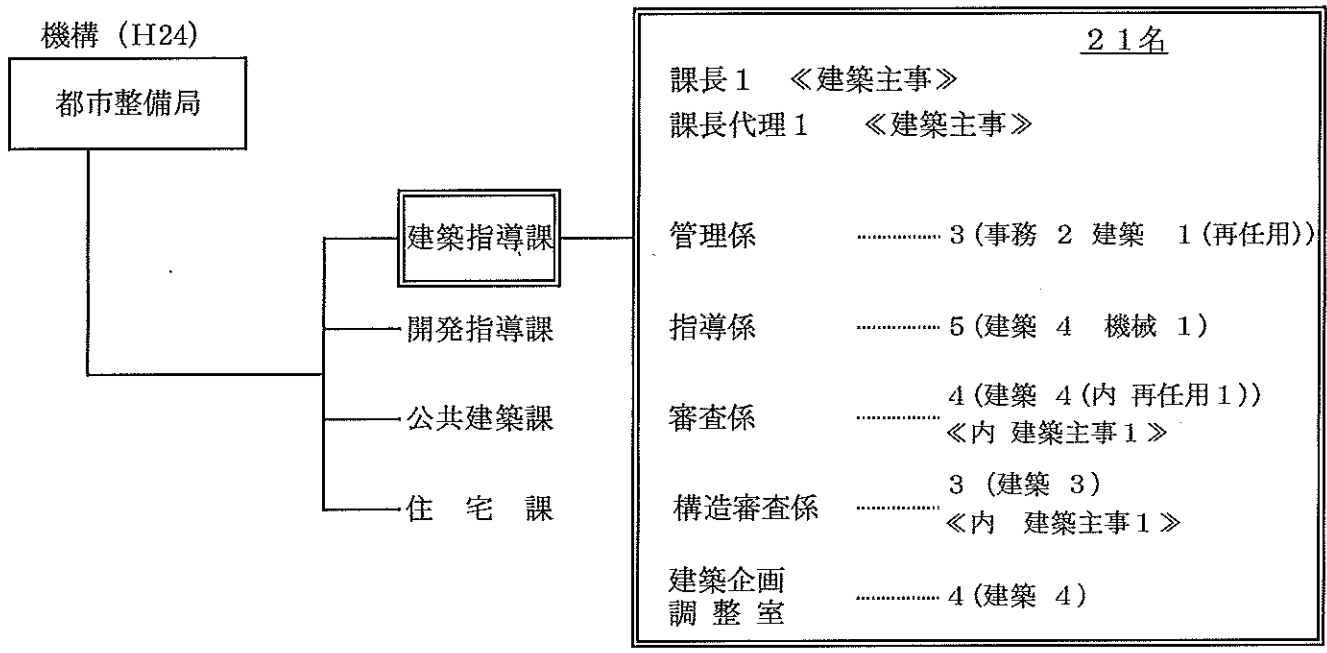 機構 (H24)
都市整備局
建築指導課
開発指導課
公共建築課
住 宅 課
21名
課長1 ≪建築主事≫
課長代理1 ≪建築主事≫
管理係 ………… 3 (事務 2 建築 1 (再任用))
指導係 ………… 5 (建築 4 機械 1)
審査係 ………… 4 (建築 4 (内 再任用1))
≪内 建築主事1≫
構造審査係 ………… 3 (建築 3)
≪内 建築主事1≫
建築企画
調 整 室 ………… 4 (建築 4)